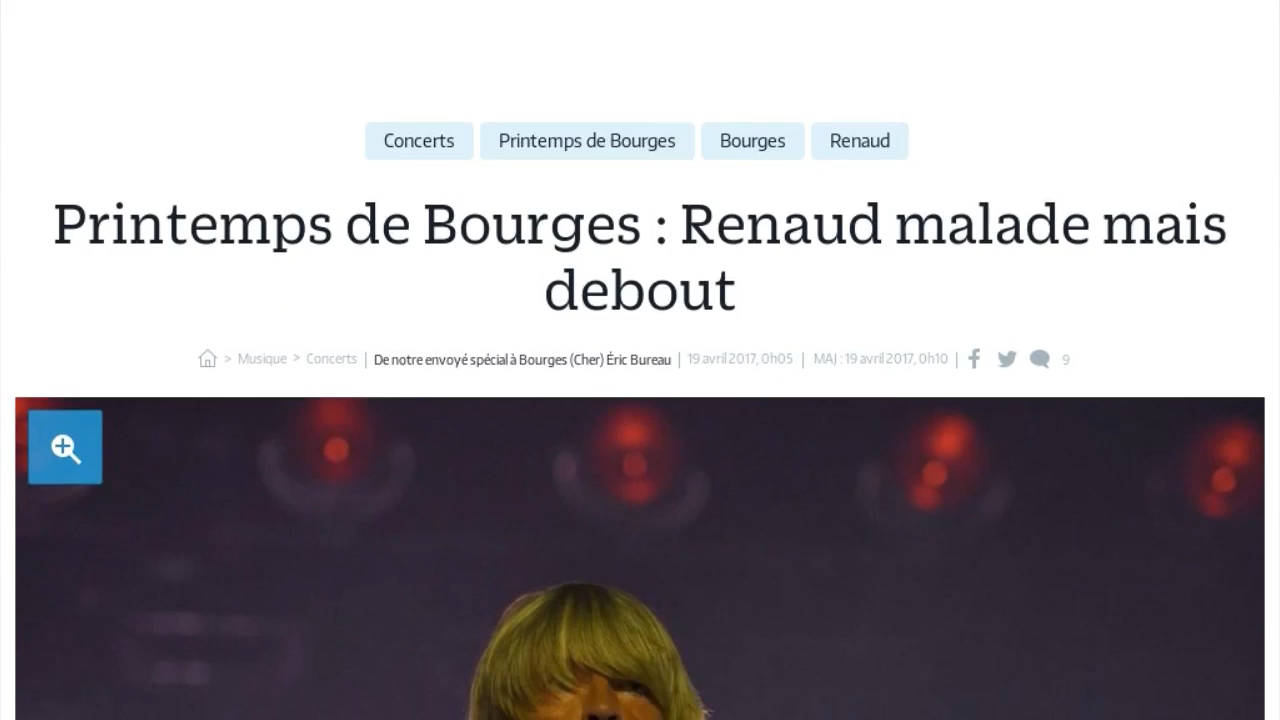 Concerts Printemps de Bourges Bourges Renaud
Printemps de Bourges : Renaud malade mais
debout
> Musique > Concerts | De notre envoyé spécial à Bourges (Cher) Éric Bureau | 19 avril 2017, 0h05 | MAJ : 19 avril 2017, 0h10 | 9